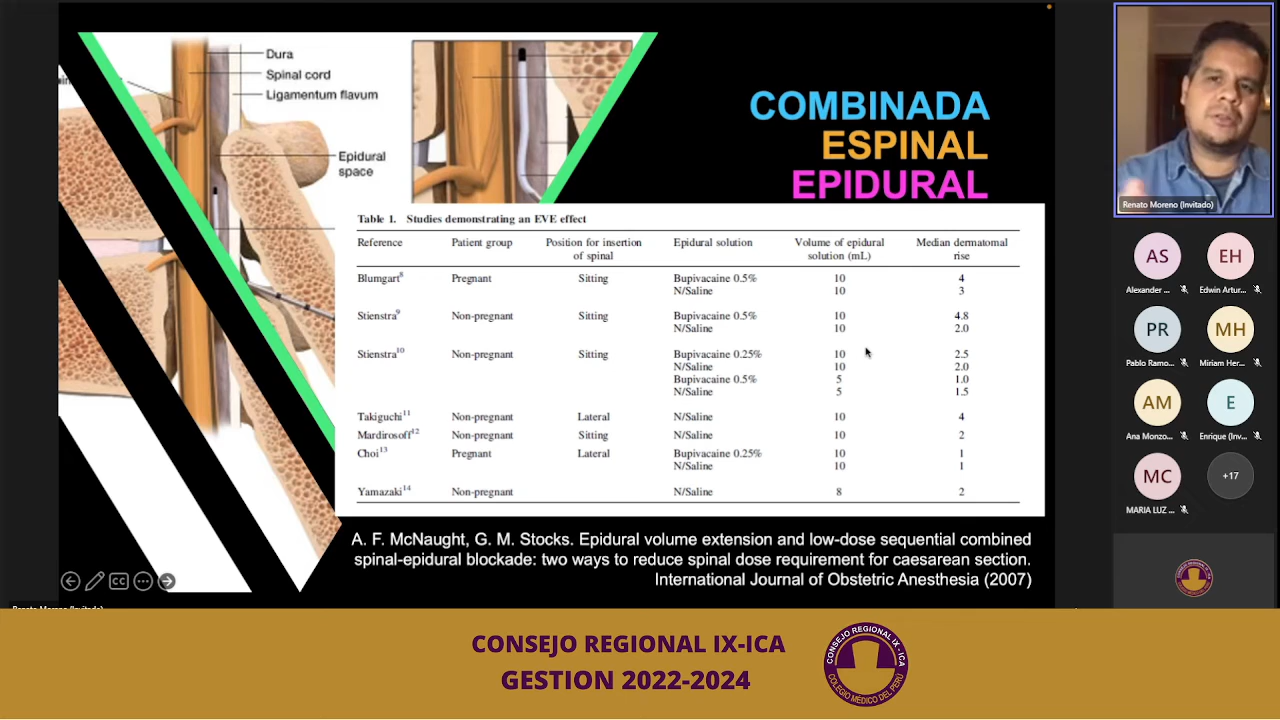 Dura
Spinal cord
Ligamentum flavum
Epidural
space
COMBINADA
ESPINAL
EPIDURAL
Table 1. Studies demonstrating an EVE effect
Reference Patient group Position for insertion of spinal Epidural solution Volume of epidural solution (mL) Median dermatomal rise
Blumgart8 Pregnant Sitting Bupivacaine 0.5% 10 4
N/Saline 10 3
Stienstra9 Non-pregnant Sitting Bupivacaine 0.5% 10 4.8
N/Saline 10 2.0
Stienstra10 Non-pregnant Sitting Bupivacaine 0.25% 10 2.5
N/Saline 10 2.0
Bupivacaine 0.5% 5 1.0
N/Saline 5 1.5
Takiguchi11 Non-pregnant Lateral N/Saline 10 4
Mardirosoff12 Non-pregnant Sitting N/Saline 10 2
Choi13 Pregnant Lateral Bupivacaine 0.25% 10 1
N/Saline 10 1
Yamazaki14 Non-pregnant N/Saline 8 2
A. F. McNaught, G. M. Stocks. Epidural volume extension and low-dose sequential combined
spinal-epidural blockade: two ways to reduce spinal dose requirement for caesarean section.
International Journal of Obstetric Anesthesia (2007)
CC
Renato Moreno (Invitado)
AS
EH
Alexander ...
Edwin Artur...
PR
MH
Pablo Ramo...
Miriam Her...
AM
E
Ana Monzo...
Enrique (Inv...
MC
+17
MARIA LUZ ...
CONSEJO REGIONAL IX-ICA
GESTION 2022-2024
CONSEJO REGIONAL IX - ICA
COLEGIO MEDICO DEL PERÚ